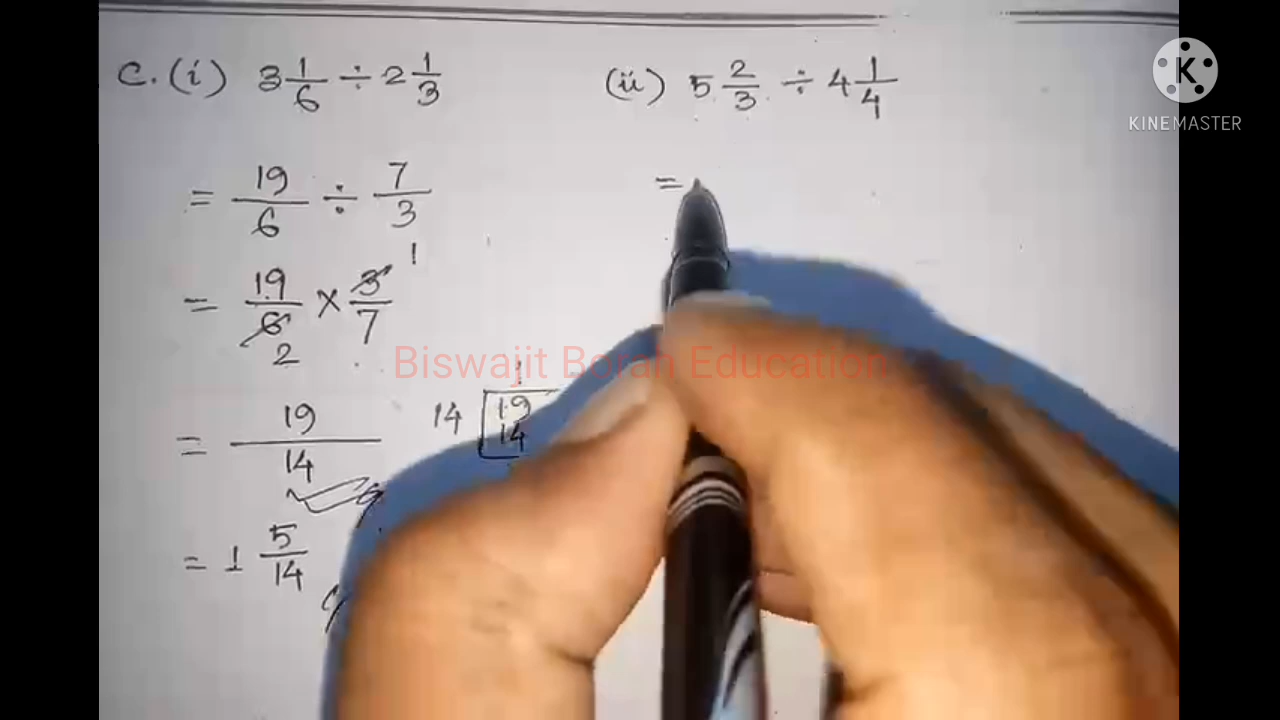 C. (i) 3 1/6 ÷ 2 1/3
= 19/6 ÷ 7/3
= 19/6 × 3/7
1
2
= 19/14
= 1 5/14
1
14
19
14
(ii) 5 2/3 ÷ 4 1/4
=
KINEMASTER
Biswajit Borah Education